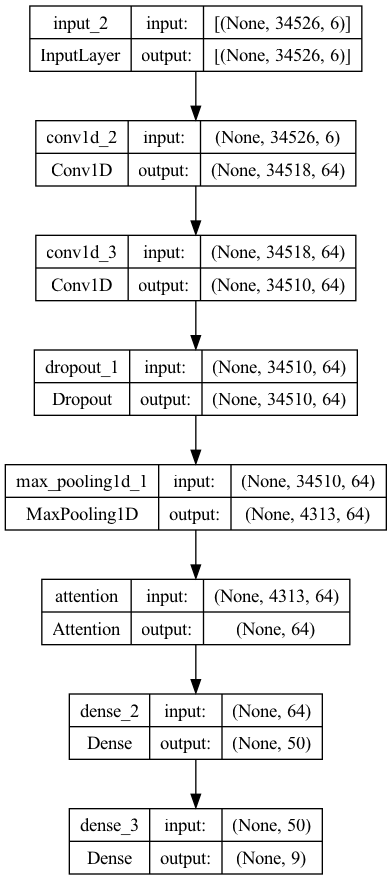 input_2 input: [(None, 34526, 6)]
InputLayer output: [(None, 34526, 6)]
conv1d_2 input: (None, 34526, 6)
Conv1D output: (None, 34518, 64)
conv1d_3 input: (None, 34518, 64)
Conv1D output: (None, 34510, 64)
dropout_1 input: (None, 34510, 64)
Dropout output: (None, 34510, 64)
max_pooling1d_1 input: (None, 34510, 64)
MaxPooling1D output: (None, 4313, 64)
attention input: (None, 4313, 64)
Attention output: (None, 64)
dense_2 input: (None, 64)
Dense output: (None, 50)
dense_3 input: (None, 50)
Dense output: (None, 9)